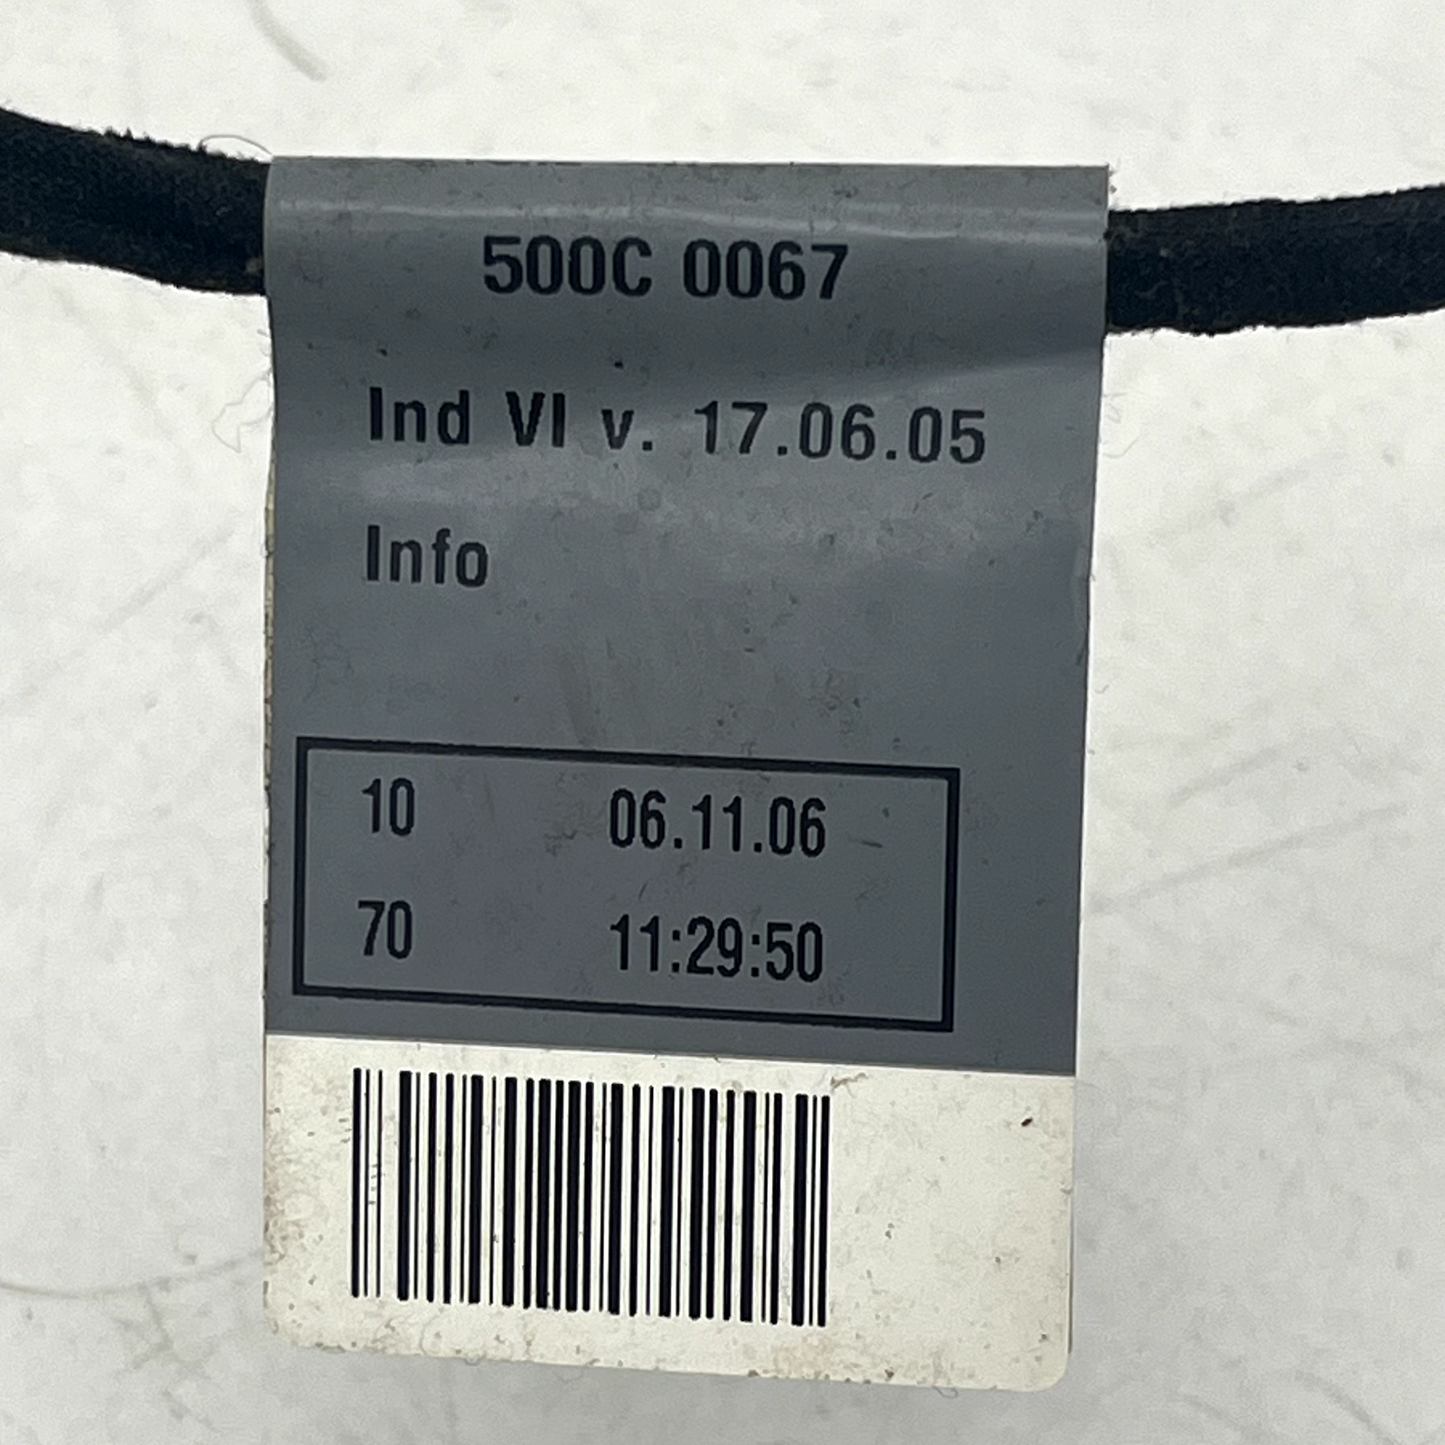 500C 0067
Ind VI v. 17.06.05
Info
10 06.11.06
70 11:29:50